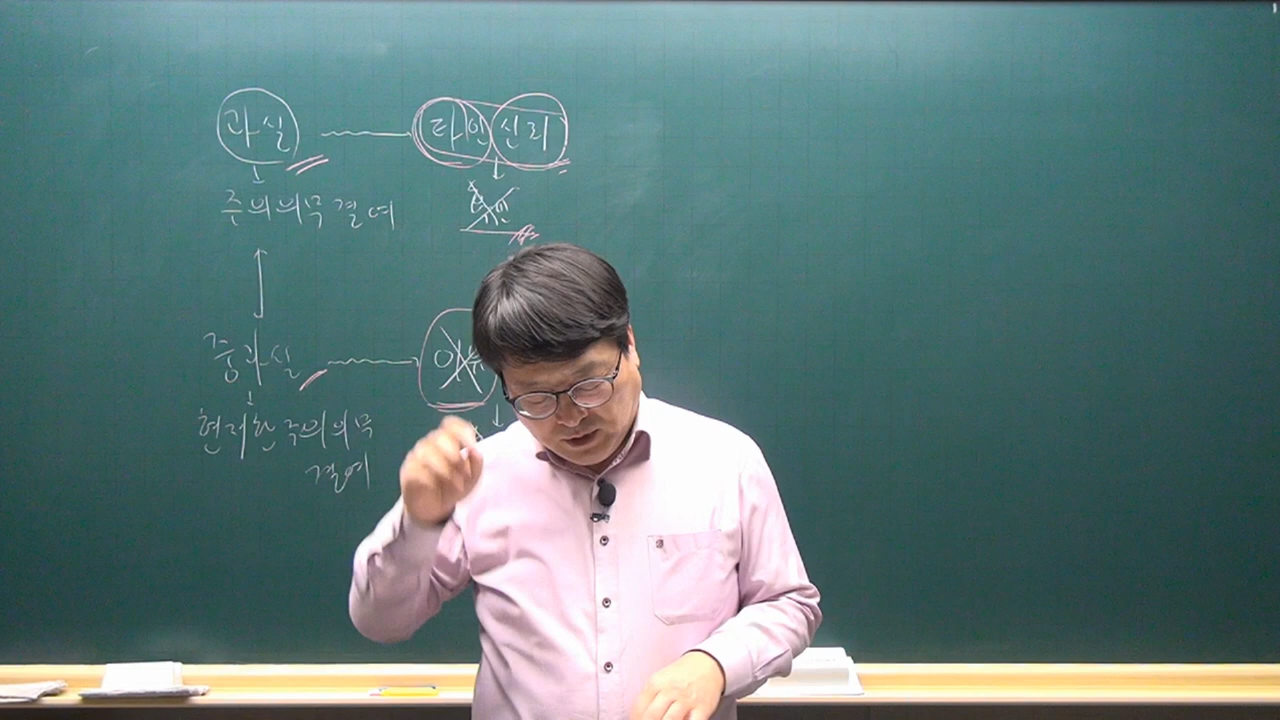 과실 타인 신뢰
주의의무결여
중과실
현저한 주의의무
결여